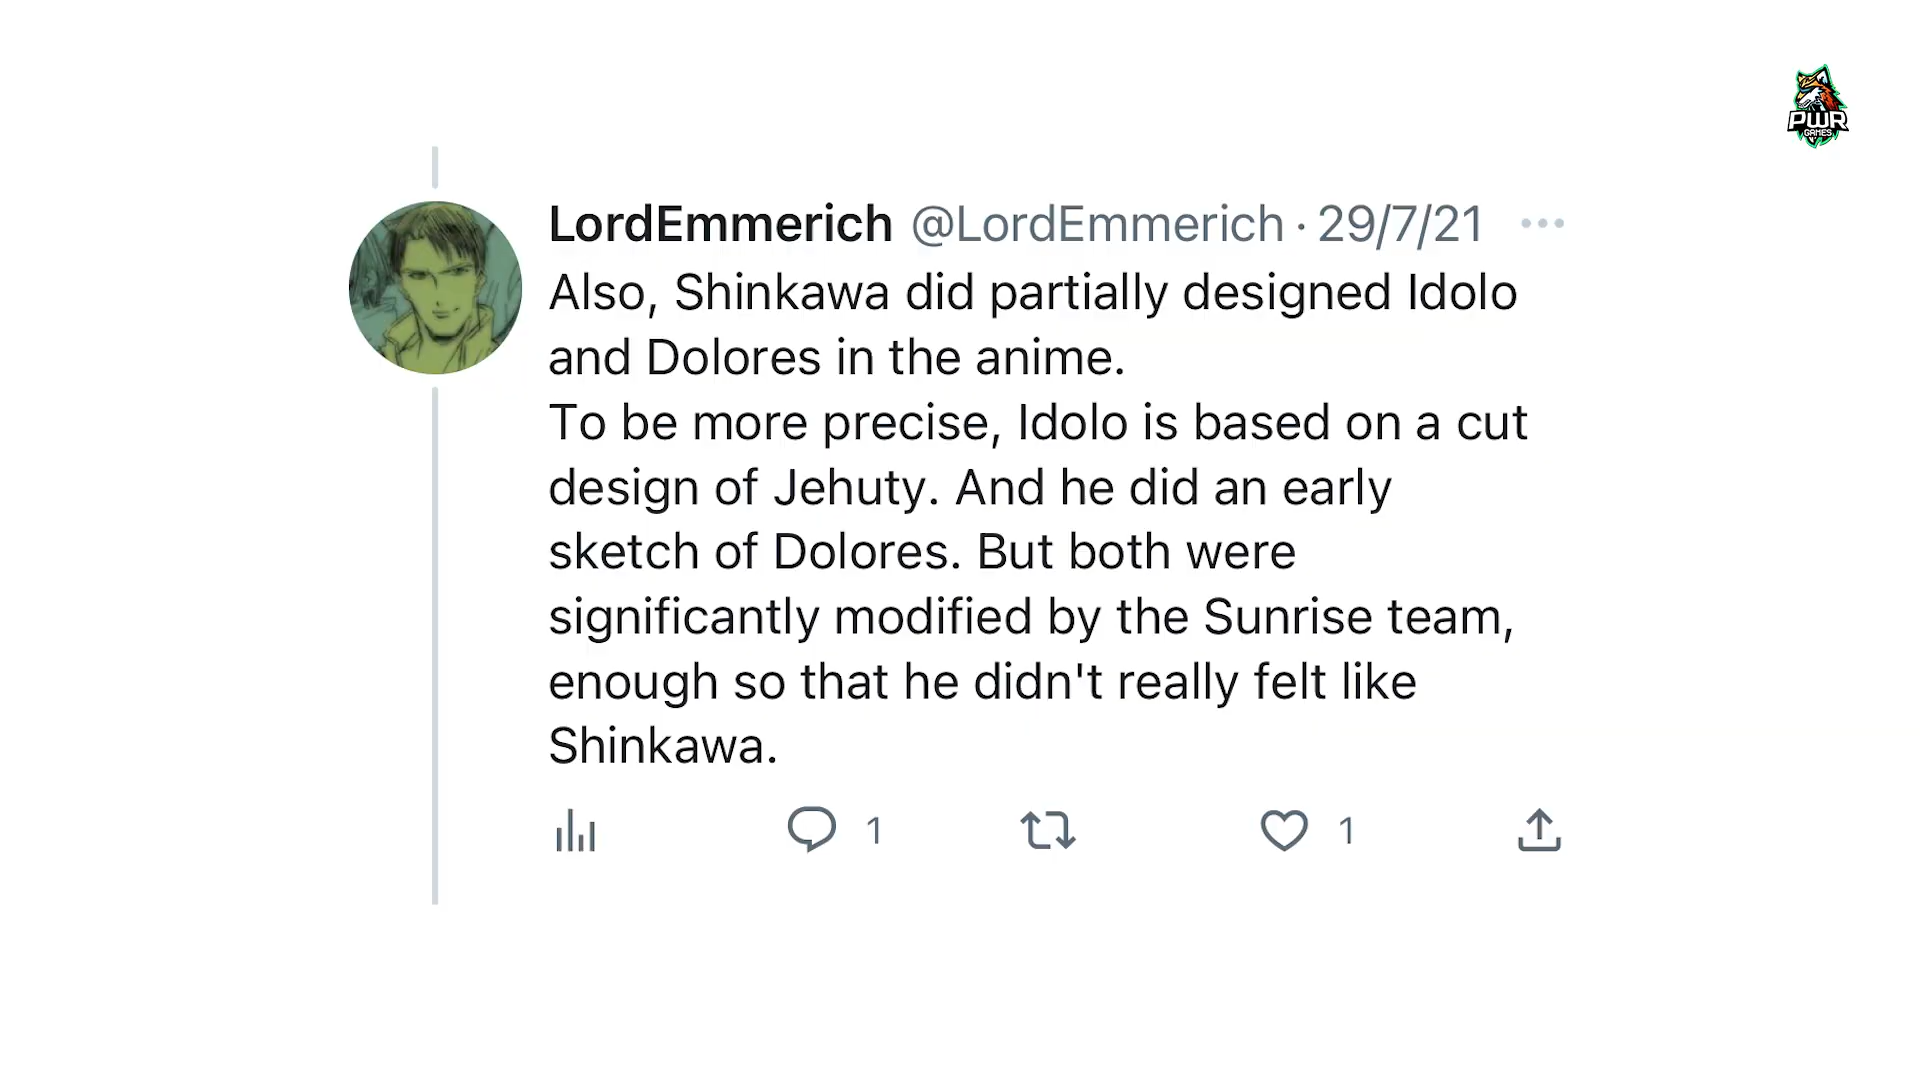 PWR
GAMES
LordEmmerich @LordEmmerich · 29/7/21
Also, Shinkawa did partially designed Idolo
and Dolores in the anime.
To be more precise, Idolo is based on a cut
design of Jehuty. And he did an early
sketch of Dolores. But both were
significantly modified by the Sunrise team,
enough so that he didn't really felt like
Shinkawa.
1 1